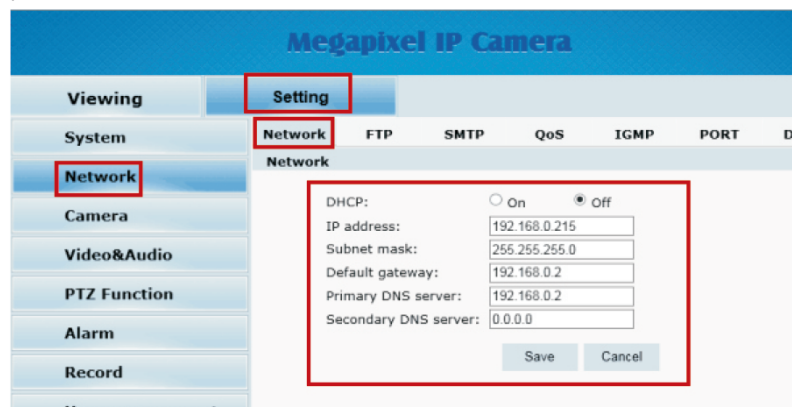 Megapixel IP Camera
Viewing Setting
System
Network
Camera
Video&Audio
PTZ Function
Alarm
Record
Network FTP SMTP QoS IGMP PORT
Network
DHCP: On Off
IP address: 192.168.0.215
Subnet mask: 255.255.255.0
Default gateway: 192.168.0.2
Primary DNS server: 192.168.0.2
Secondary DNS server: 0.0.0.0
Save Cancel